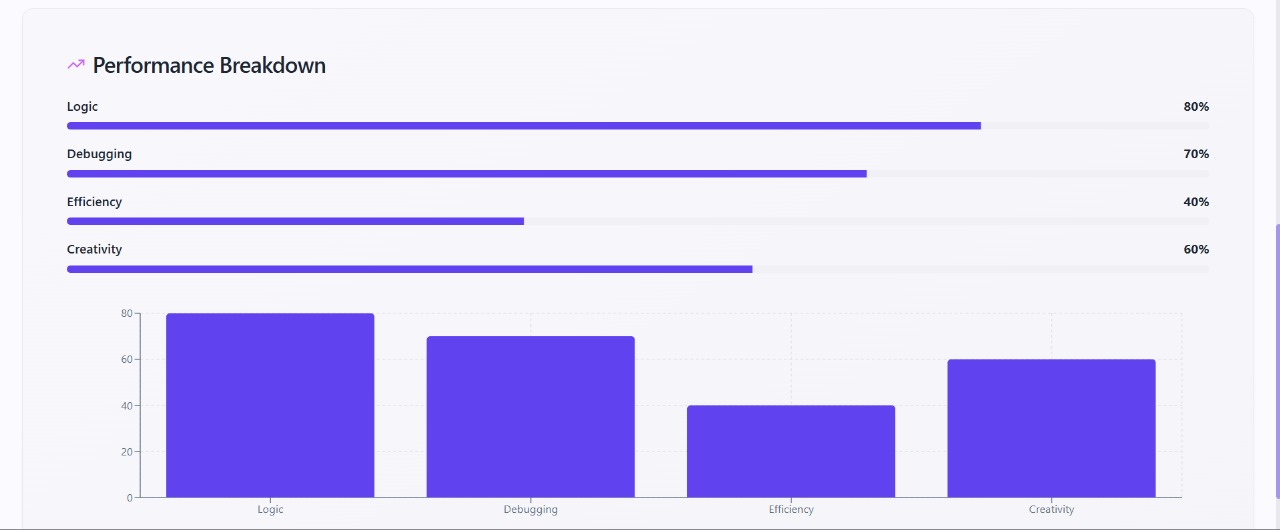 Performance Breakdown
Logic 80%
Debugging 70%
Efficiency 40%
Creativity 60%
80
60
40
20
0
Logic Debugging Efficiency Creativity